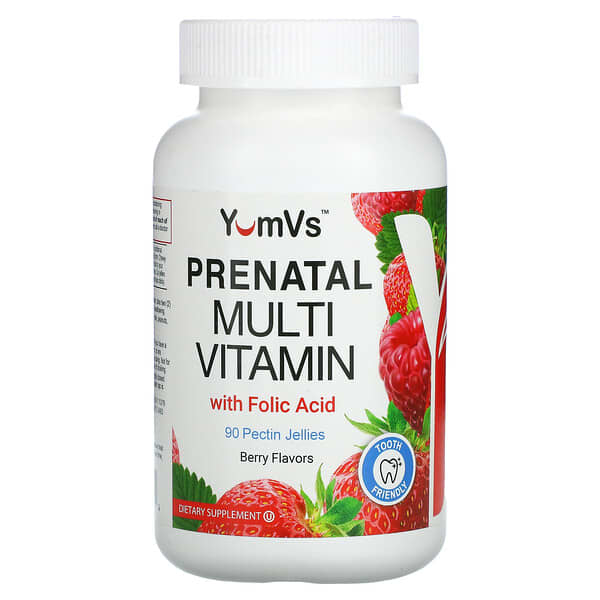 YumVs™
PRENATAL
MULTI
VITAMIN
with Folic Acid
90 Pectin Jellies
Berry Flavors
TOOTH
FRIENDLY
DIETARY SUPPLEMENT U